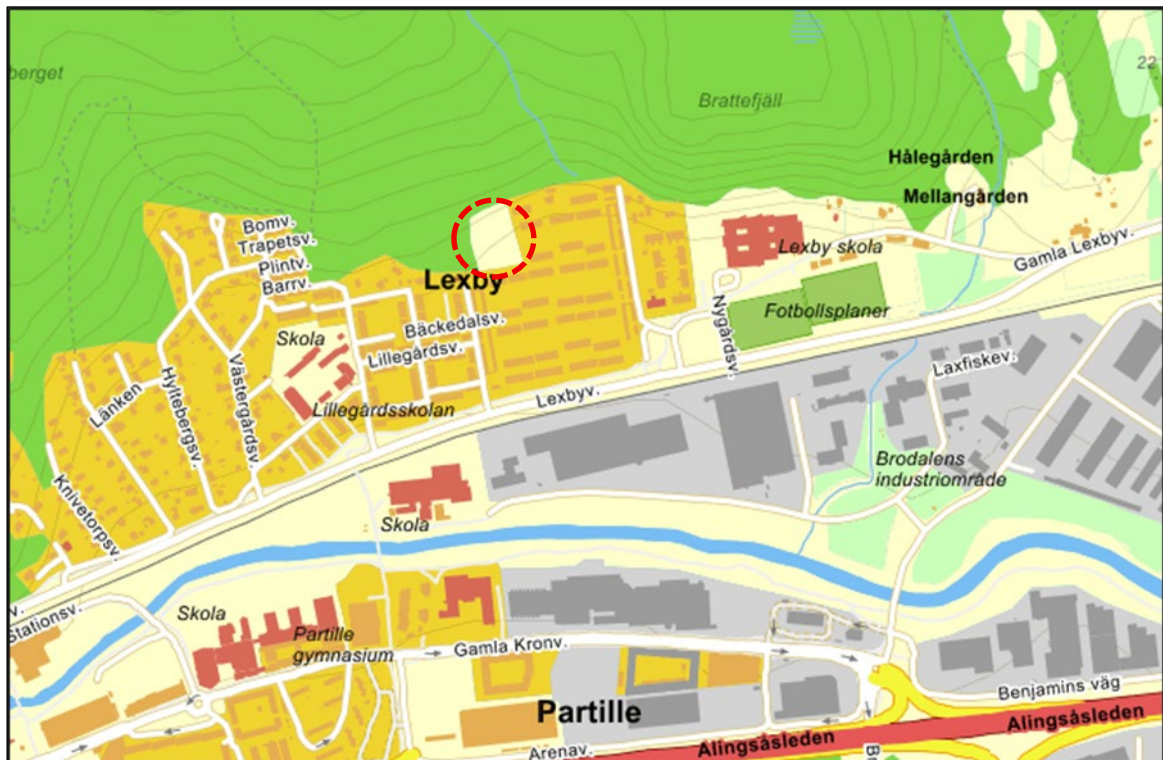 berget
22
Brattefjäll
Hålegården
Mellangården
Bomv.
Trapetsv.
Plintv.
Barrv.
Lexby
Lexby skola
Gamla Lexbyv.
Skola
Bäckedalsv.
Lillegårdsv.
Nygårdsv.
Fotbollsplaner
Länken
Hyltebergsv.
Västergårdsv.
Lillegårdsskolan
Lexbyv.
Laxfiskev.
Brodalens
industriområde
Knivetorpsv.
Skola
v.
Stationsv.
Skola
Partille
gymnasium
Gamla Kronv.
Partille
Benjamins väg
Alingsåsleden
Alingsåsleden
Arenav.